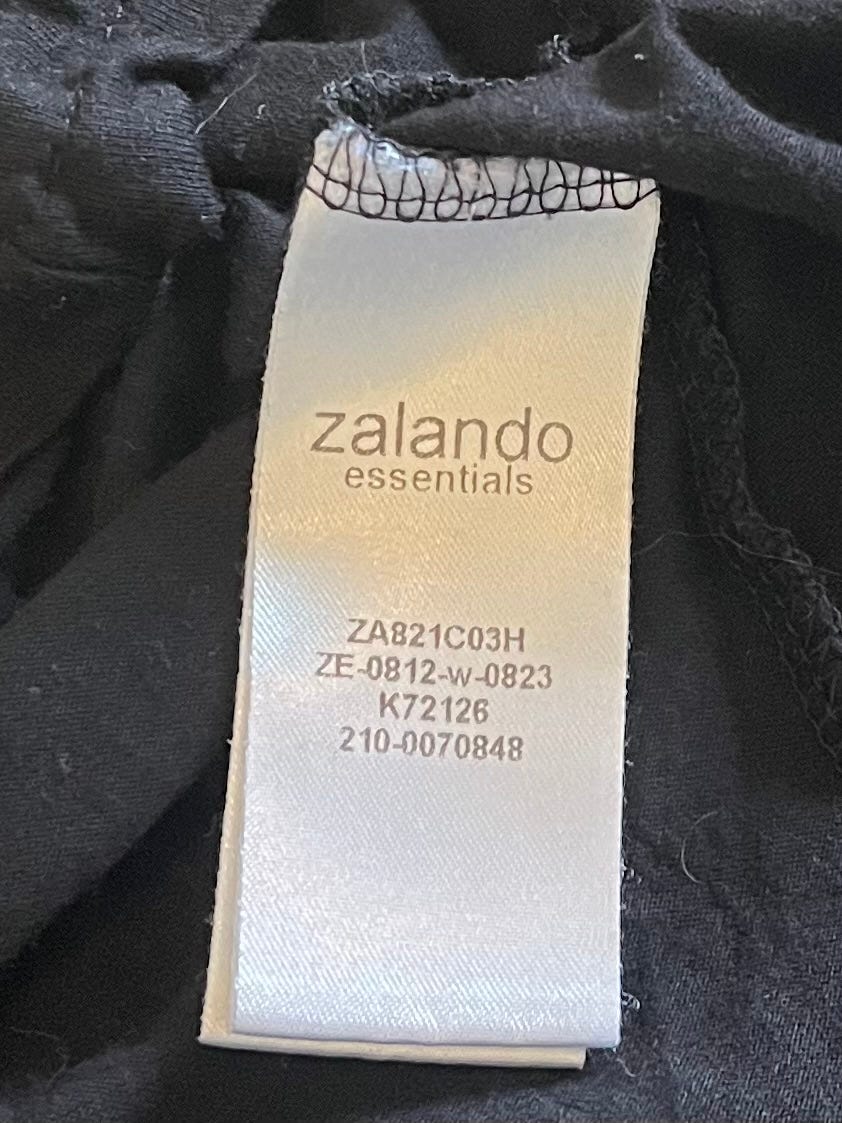 zalando
essentials
ZA821C03H
ZE-0812-w-0823
K72126
210-0070848